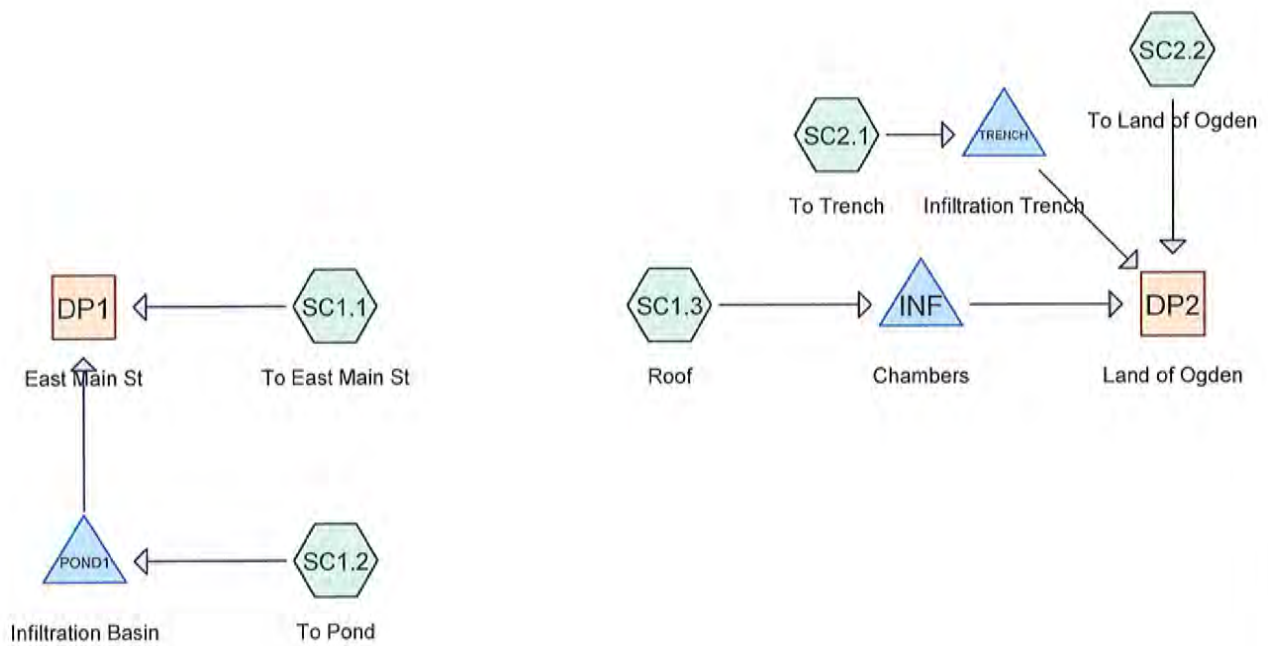 SC2.2
To Land of Ogden
SC2.1
TRENCH
To Trench
Infiltration Trench
DP1
SC1.1
SC1.3
INF
DP2
East Main St
To East Main St
Roof
Chambers
Land of Ogden
POND1
SC1.2
Infiltration Basin
To Pond